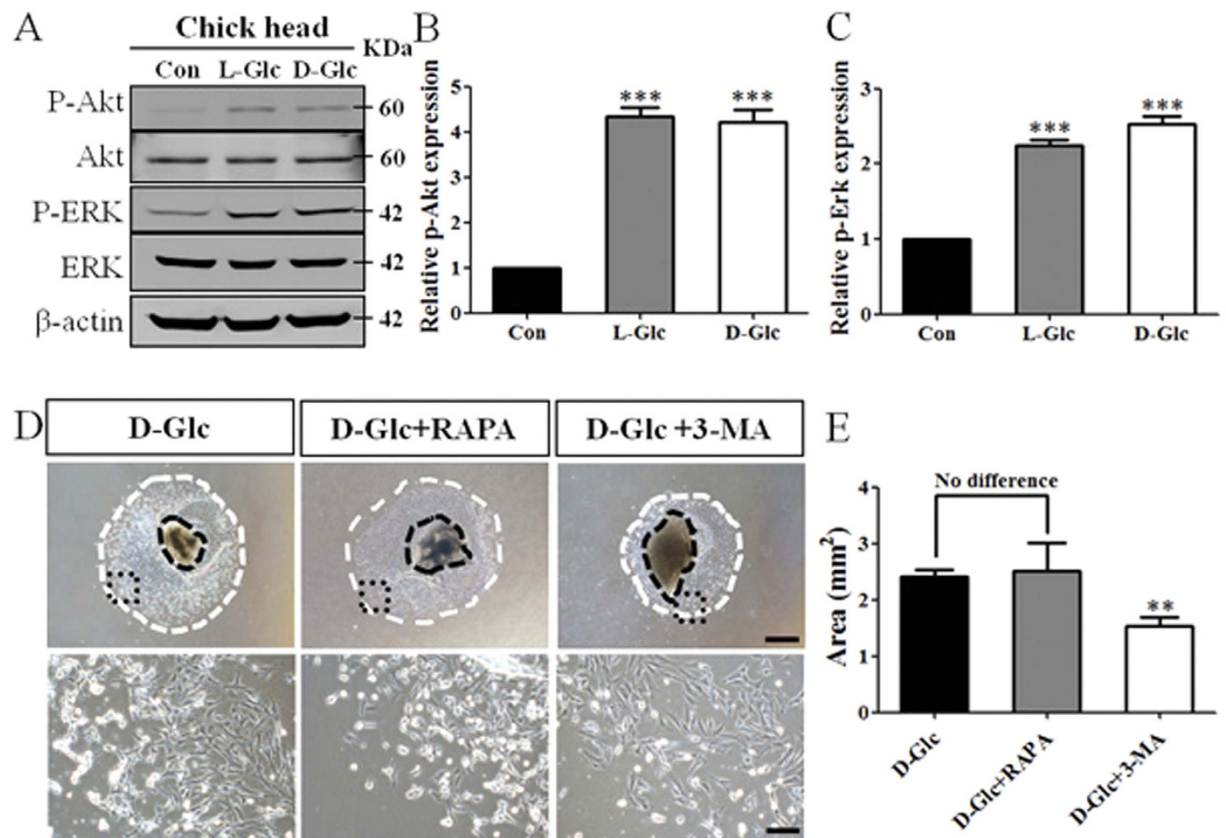 A
Chick head
KDa
Con L-Glc D-Glc
P-Akt
60
Akt
60
P-ERK
42
ERK
42
β-actin
42
B
Relative p-Akt expression
5
4
3
2
1
0
***
***
Con L-Glc D-Glc
C
Relative p-Erk expression
3
2
1
0
***
***
Con L-Glc D-Glc
D
D-Glc
D-Glc+RAPA
D-Glc +3-MA
E
No difference
Area (mm²)
4
3
2
1
0
**
D-Glc
D-Glc+RAPA
D-Glc+3-MA